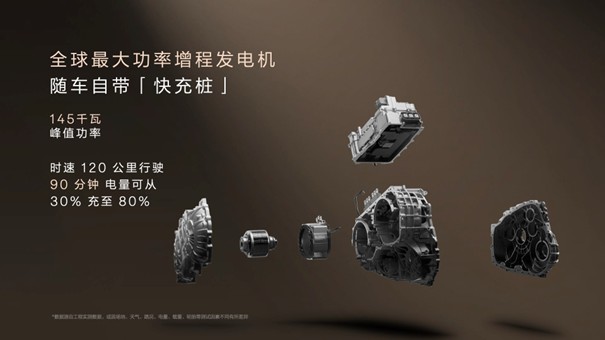 全球最大功率增程发电机
随车自带「快充桩」
145千瓦
峰值功率
时速 120 公里行驶
90 分钟 电量可从
30% 充至 80%